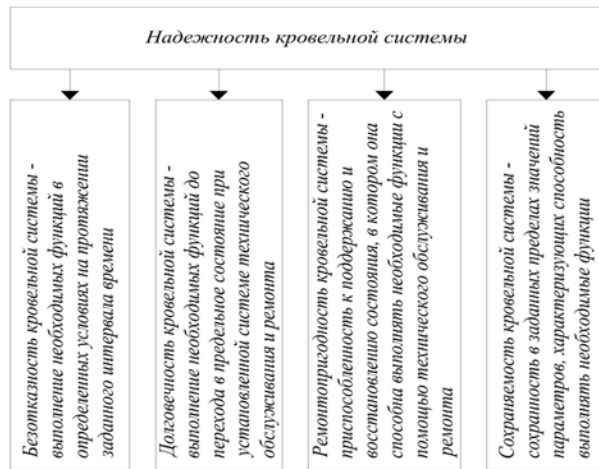 Надежность кровельной системы
Безотказность кровельной системы -
выполнение необходимых функций в
определенных условиях на протяжении
заданного интервала времени
Долговечность кровельной системы -
выполнение необходимых функций до
перехода в предельное состояние при
установленной системе технического
обслуживания и ремонта
Ремонтопригодность кровельной системы -
приспособленность к поддержанию и
восстановлению состояния, в котором она
способна выполнять необходимые функции с
помощью технического обслуживания и
ремонта
Сохраняемость кровельной системы -
сохранность в заданных пределах значений
параметров, характеризующих способность
выполнять необходимые функции